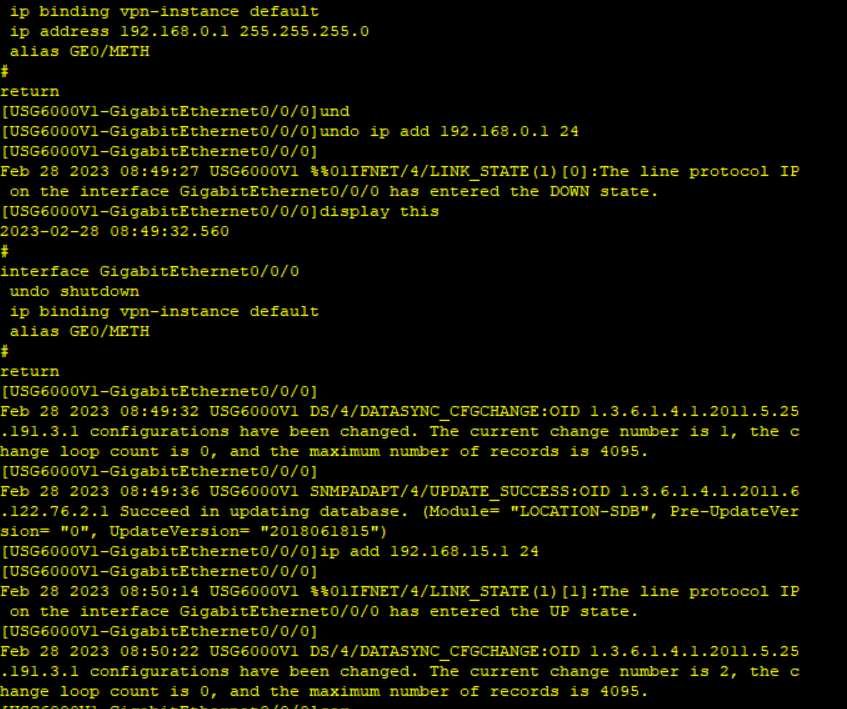 ip binding vpn-instance default
ip address 192.168.0.1 255.255.255.0
alias GE0/METH
#
return
[USG6000V1-GigabitEthernet0/0/0]und
[USG6000V1-GigabitEthernet0/0/0]undo ip add 192.168.0.1 24
[USG6000V1-GigabitEthernet0/0/0]
Feb 28 2023 08:49:27 USG6000V1 %%01IFNET/4/LINK_STATE(l)[0]:The line protocol IP
on the interface GigabitEthernet0/0/0 has entered the DOWN state.
[USG6000V1-GigabitEthernet0/0/0]display this
2023-02-28 08:49:32.560
#
interface GigabitEthernet0/0/0
undo shutdown
ip binding vpn-instance default
alias GE0/METH
#
return
[USG6000V1-GigabitEthernet0/0/0]
Feb 28 2023 08:49:32 USG6000V1 DS/4/DATASYNC_CFGCHANGE:OID 1.3.6.1.4.1.2011.5.25
.191.3.1 configurations have been changed. The current change number is 1, the c
hange loop count is 0, and the maximum number of records is 4095.
[USG6000V1-GigabitEthernet0/0/0]
Feb 28 2023 08:49:36 USG6000V1 SNMPADAPT/4/UPDATE_SUCCESS:OID 1.3.6.1.4.1.2011.6
.122.76.2.1 Succeed in updating database. (Module= "LOCATION-SDB", Pre-UpdateVer
sion= "0", UpdateVersion= "2018061815")
[USG6000V1-GigabitEthernet0/0/0]ip add 192.168.15.1 24
[USG6000V1-GigabitEthernet0/0/0]
Feb 28 2023 08:50:14 USG6000V1 %%01IFNET/4/LINK_STATE(l)[1]:The line protocol IP
on the interface GigabitEthernet0/0/0 has entered the UP state.
[USG6000V1-GigabitEthernet0/0/0]
Feb 28 2023 08:50:22 USG6000V1 DS/4/DATASYNC_CFGCHANGE:OID 1.3.6.1.4.1.2011.5.25
.191.3.1 configurations have been changed. The current change number is 2, the c
hange loop count is 0, and the maximum number of records is 4095.